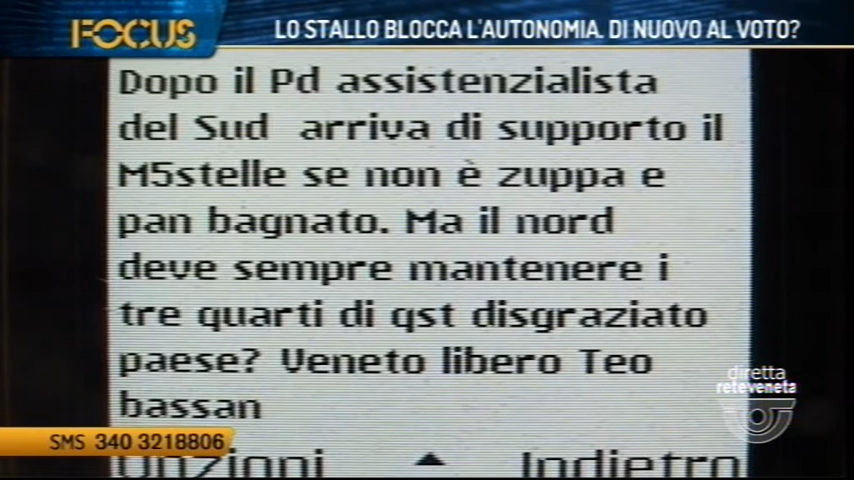 FOCUS
LO STALLO BLOCCA L'AUTONOMIA. DI NUOVO AL VOTO?
Dopo il Pd assistenzialista
del Sud arriva di supporto il
M5stelle se non è zuppa e
pan bagnato. Ma il nord
deve sempre mantenere i
tre quarti di qst disgraziato
paese? Veneto libero Teo
bassan
diretta
reteveneta
SMS 340 3218806
Opzioni
Indietro